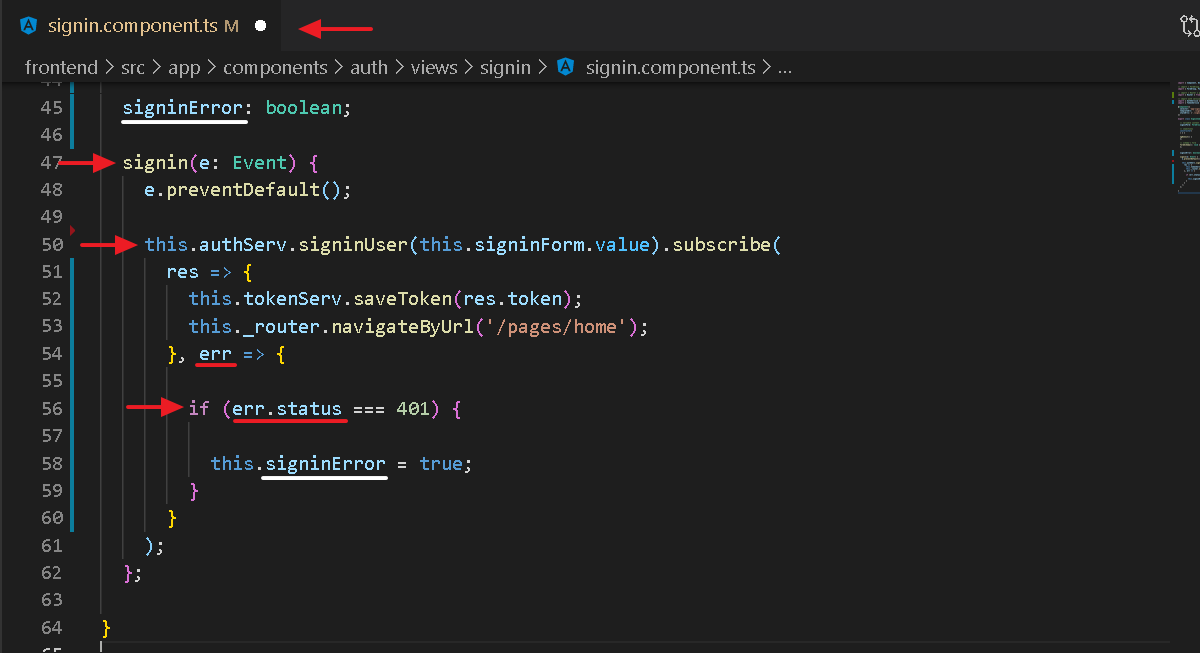 signin.component.ts M
frontend > src > app > components > auth > views > signin > signin.component.ts > ...
45 signinError: boolean;
46
47 signin(e: Event) {
48 e.preventDefault();
49
50 this.authServ.signinUser(this.signinForm.value).subscribe(
51 res => {
52 this.tokenServ.saveToken(res.token);
53 this._router.navigateByUrl('/pages/home');
54 }, err => {
55
56 if (err.status === 401) {
57
58 this.signinError = true;
59 }
60 }
61 );
62 };
63
64 }